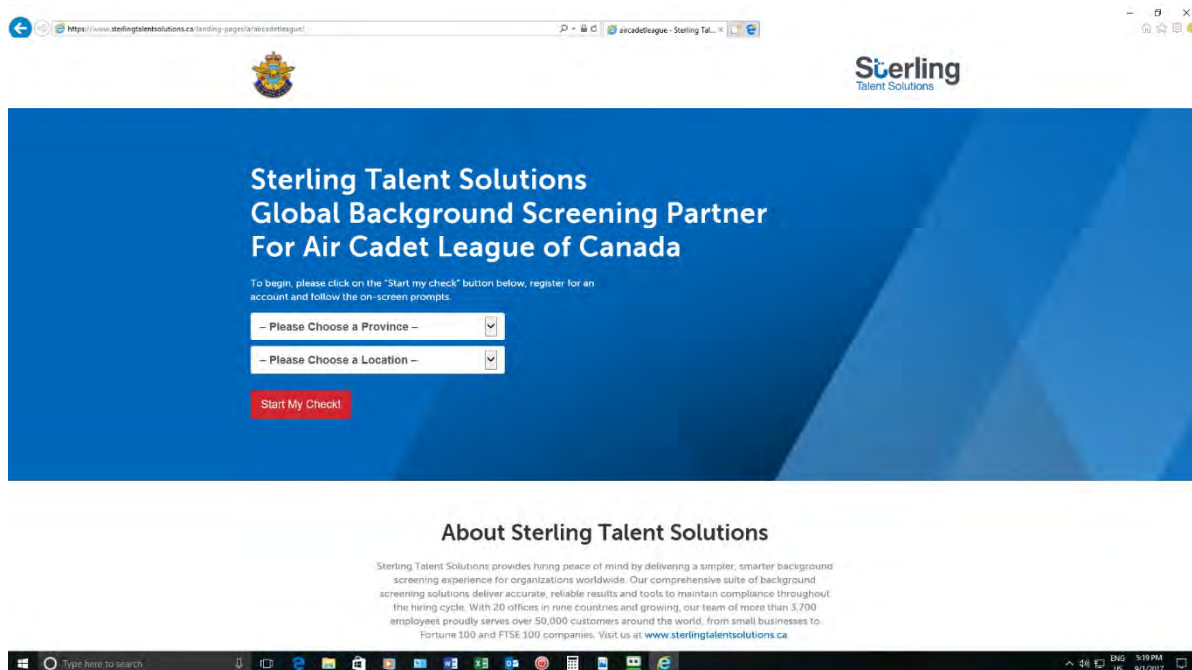 https://www.sterlingtalentsolutions.ca/landing-pages/a/aircadetleague/
aircadetleague - Sterling Tal...
Sterling
Talent Solutions
Sterling Talent Solutions
Global Background Screening Partner
For Air Cadet League of Canada
To begin, please click on the "Start my check" button below, register for an
account and follow the on-screen prompts.
– Please Choose a Province –
– Please Choose a Location –
Start My Check!
About Sterling Talent Solutions
Sterling Talent Solutions provides hiring peace of mind by delivering a simpler, smarter background
screening experience for organizations worldwide. Our comprehensive suite of background
screening solutions deliver accurate, reliable results and tools to maintain compliance throughout
the hiring cycle. With 20 offices in nine countries and growing, our team of more than 3,700
employees proudly serves over 50,000 customers around the world, from small businesses to
Fortune 100 and FTSE 100 companies. Visit us at www.sterlingtalentsolutions.ca
Type here to search
ENG 5:19 PM
US 9/1/2017